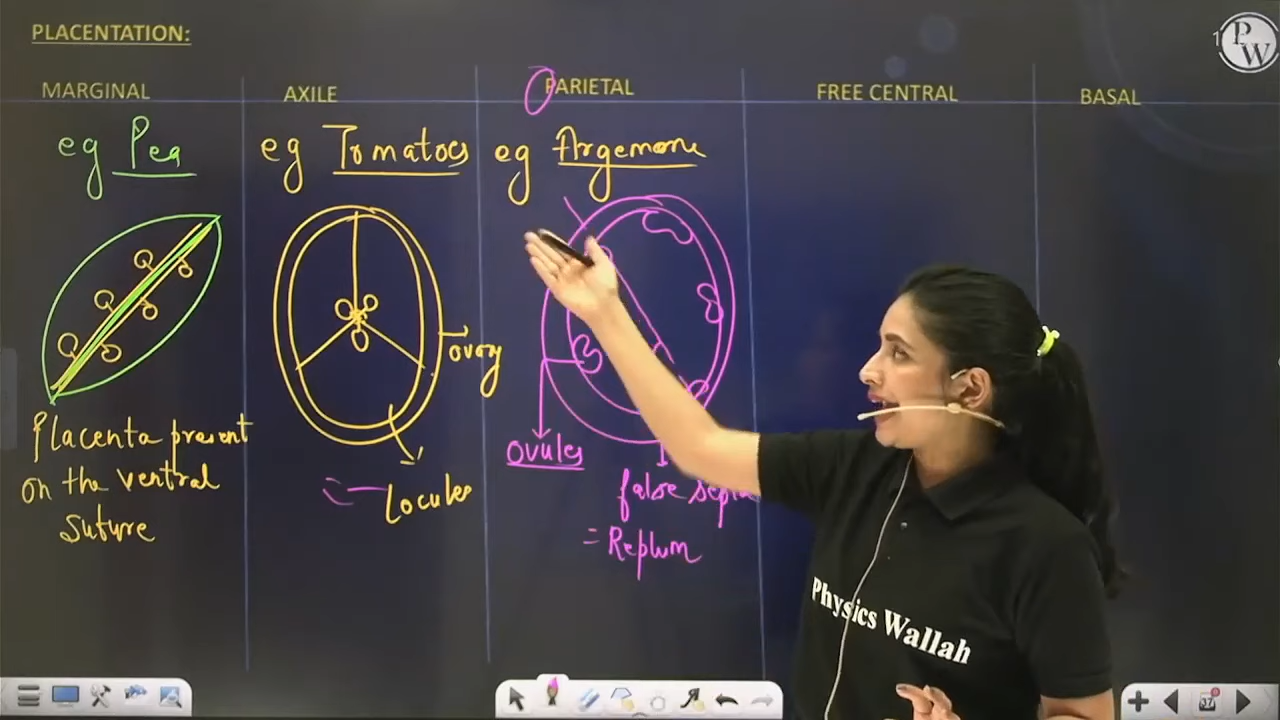 PLACENTATION:
MARGINAL
AXILE
PARIETAL
FREE CENTRAL
BASAL
eg Pea
eg Tomatoes
eg Argemone
ovary
Placenta present
on the ventral
suture
Locules
ovules
false septa
= Replum
PW
Physics Wallah